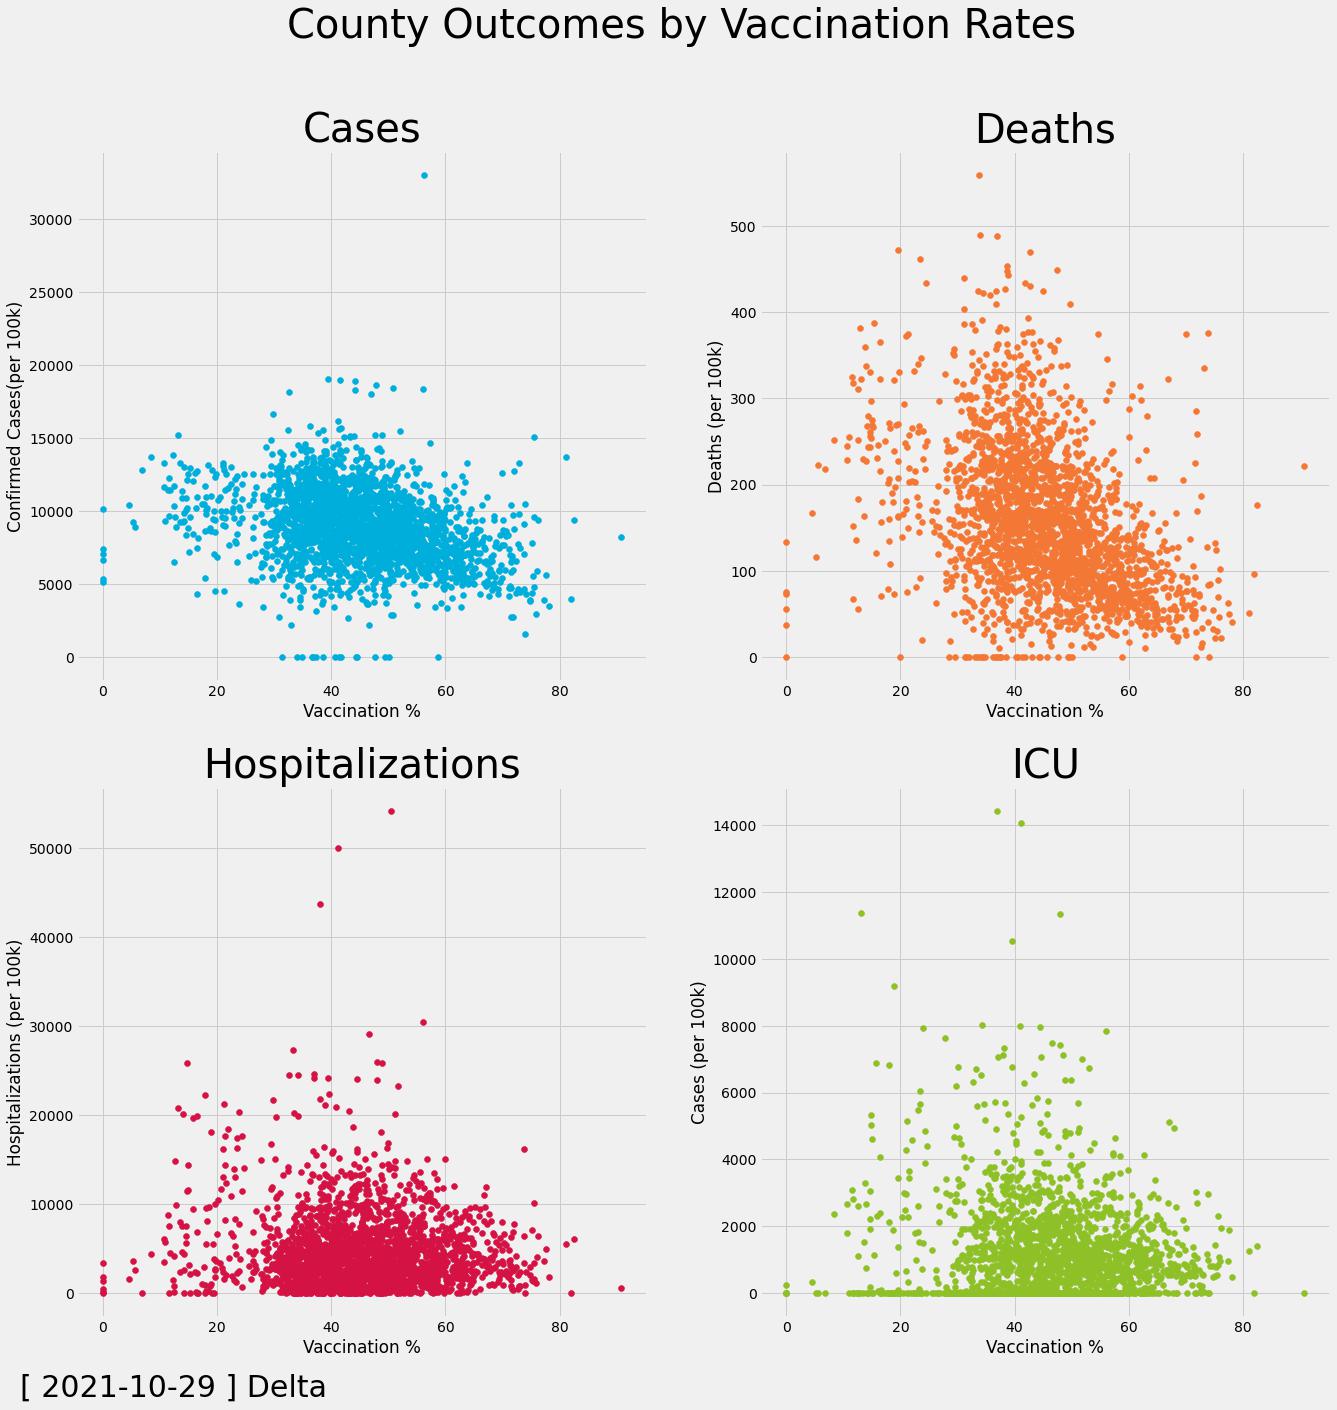 County Outcomes by Vaccination Rates
Cases
Deaths
Confirmed Cases(per 100k)
30000
25000
20000
15000
10000
5000
0
0 20 40 60 80
Vaccination %
Deaths (per 100k)
500
400
300
200
100
0
0 20 40 60 80
Vaccination %
Hospitalizations
ICU
Hospitalizations (per 100k)
50000
40000
30000
20000
10000
0
0 20 40 60 80
Vaccination %
Cases (per 100k)
14000
12000
10000
8000
6000
4000
2000
0
0 20 40 60 80
Vaccination %
[ 2021-10-29 ] Delta